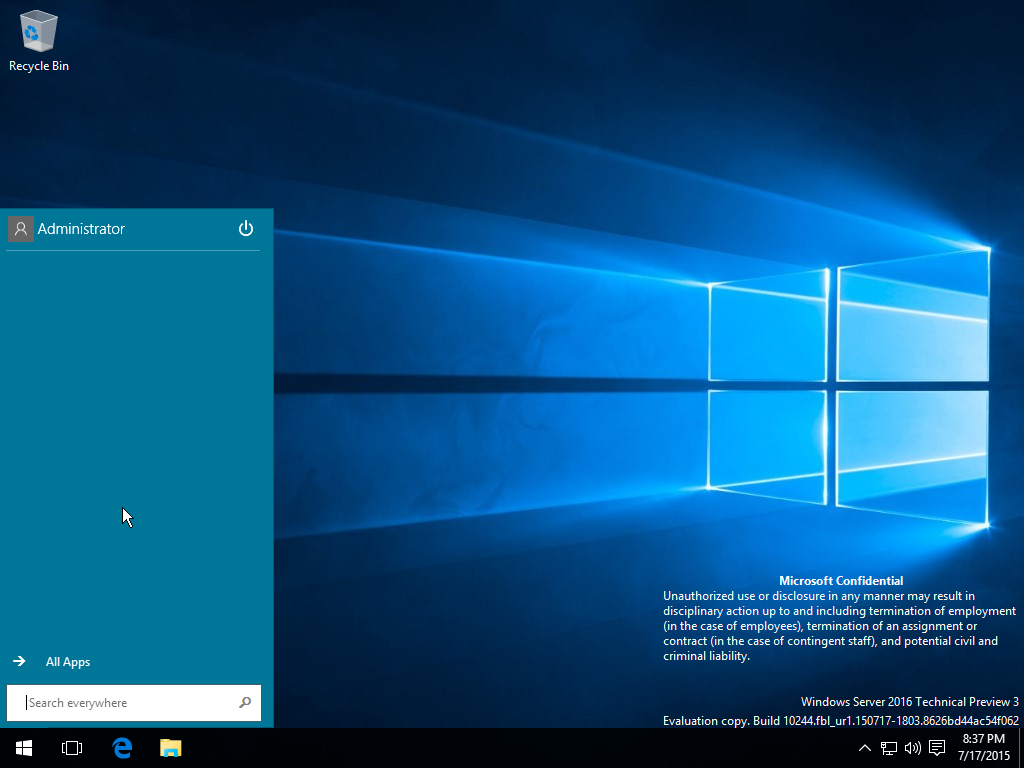 Recycle Bin
Administrator
All Apps
Search everywhere
Microsoft Confidential
Unauthorized use or disclosure in any manner may result in
disciplinary action up to and including termination of employment
(in the case of employees), termination of an assignment or
contract (in the case of contingent staff), and potential civil and
criminal liability.
Windows Server 2016 Technical Preview 3
Evaluation copy. Build 10244.fbl_ur1.150717-1803.8626bd44ac54f062
8:37 PM
7/17/2015